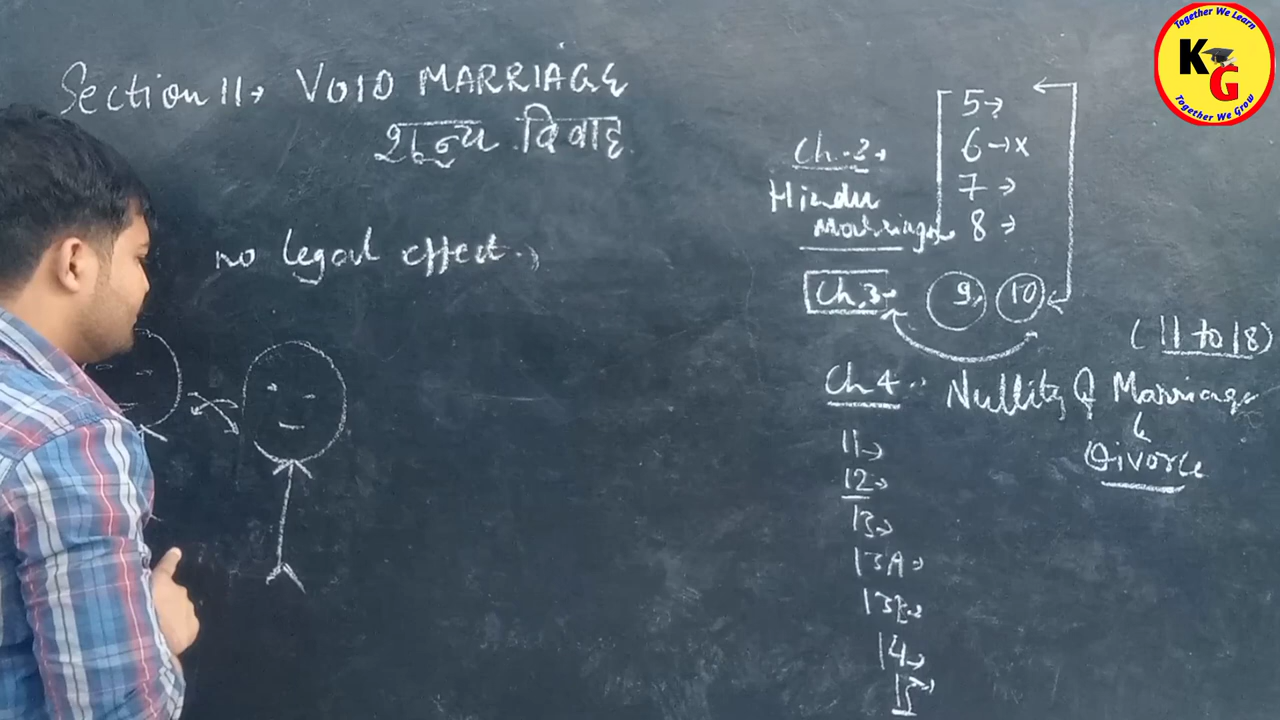 Section 11→ VOID MARRIAGE
शून्य विवाह
no legal effect.
Ch. 2.
Hindu
Marriage
5→
6→x
7→
8→
Ch. 3
9,
10
(11 to 18)
Ch 4 Nullity of Marriage
&
Divorce
11→
12→
13→
13A→
13B→
14→
15→
Together We Learn
KG
Together We Grow